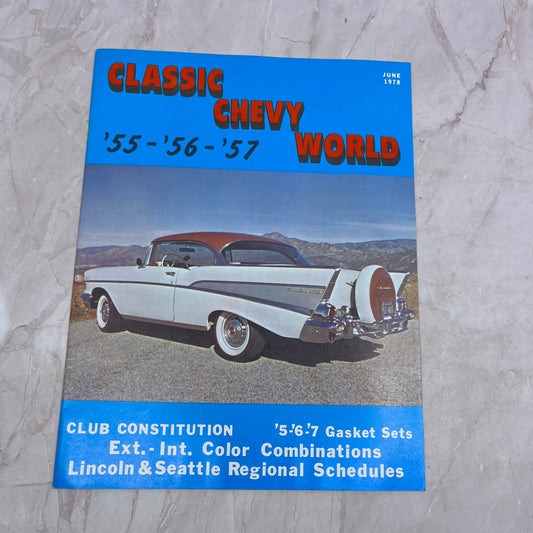 CLASSIC
CHEVY
WORLD
JUNE
1978
'55-'56-'57
CLUB CONSTITUTION
'5-'6-'7 Gasket Sets
Ext.-Int. Color Combinations
Lincoln & Seattle Regional Schedules